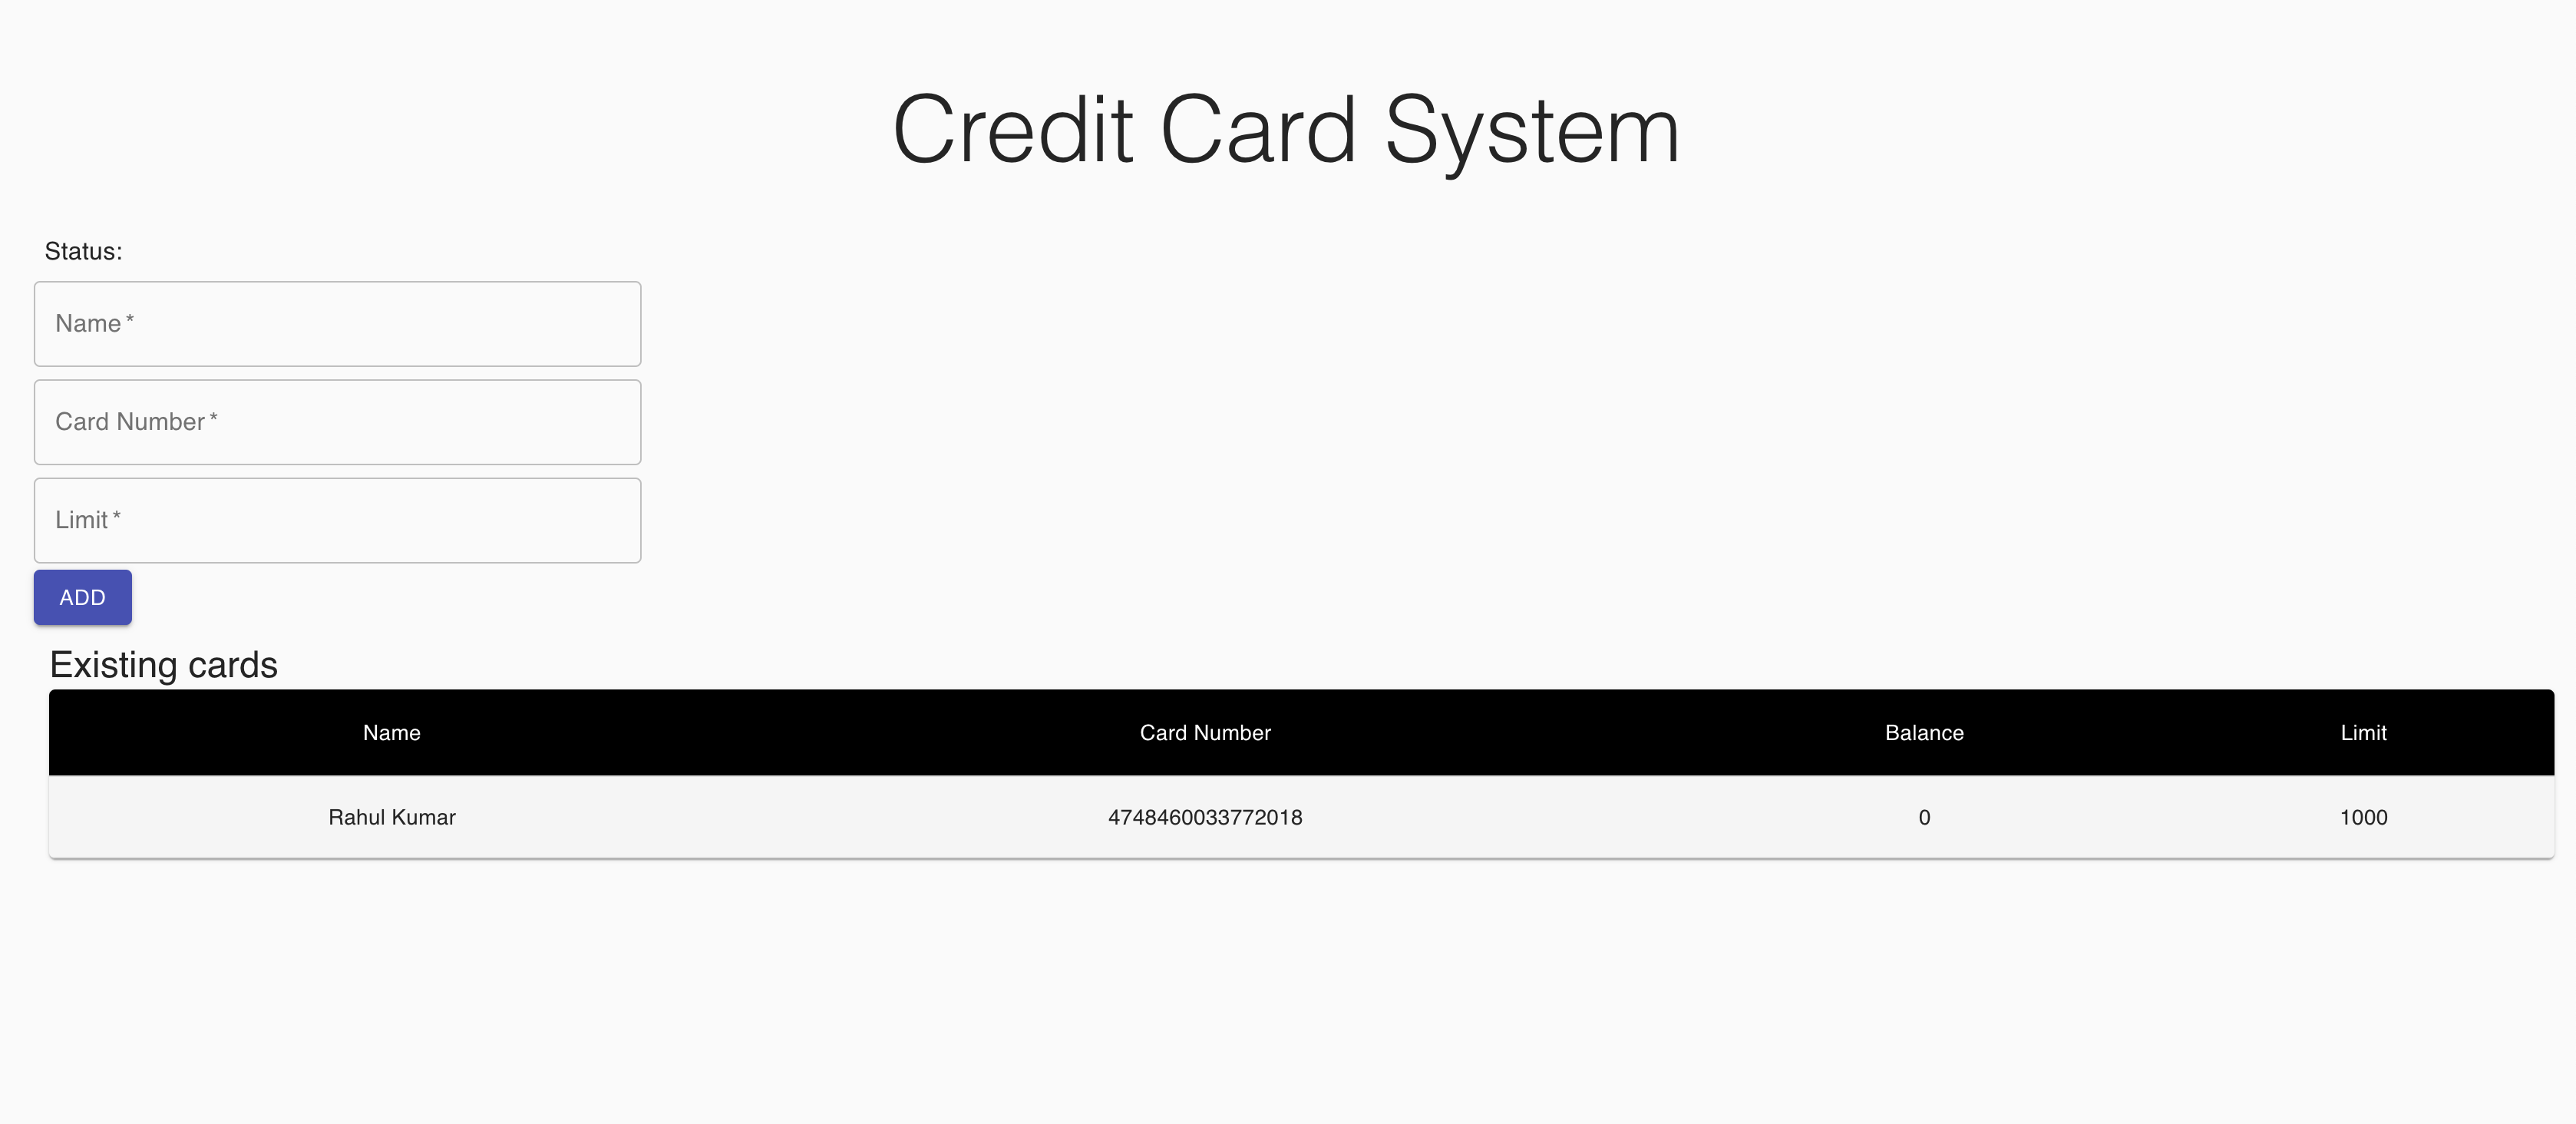 Credit Card System
Status:
Name *
Card Number *
Limit *
ADD
Existing cards
Name Card Number Balance Limit
Rahul Kumar 4748460033772018 0 1000